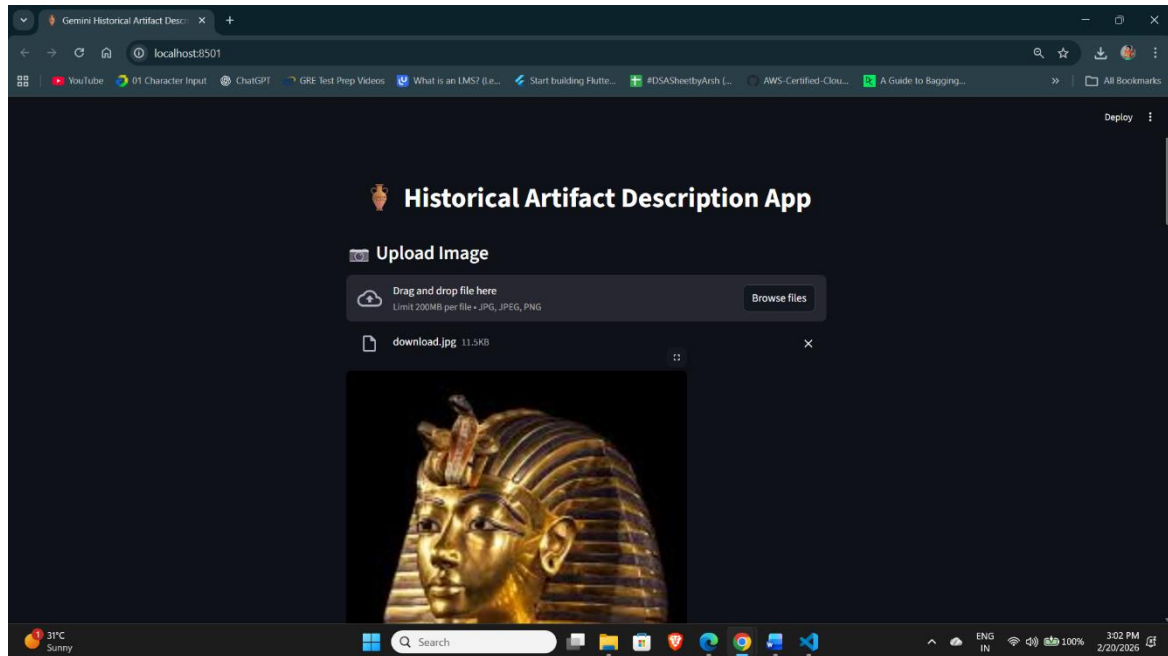 Gemini Historical Artifact Descri
localhost:8501
YouTube 01 Character Input ChatGPT GRE Test Prep Videos What is an LMS? (Le... Start building Flutte... #DSASheetbyArsh (... AWS-Certified-Clou... A Guide to Bagging... » All Bookmarks
Deploy
Historical Artifact Description App
Upload Image
Drag and drop file here
Limit 200MB per file • JPG, JPEG, PNG
Browse files
download.jpg 11.5KB
1 31°C
Sunny
Search
ENG
IN
100%
3:02 PM
2/20/2026